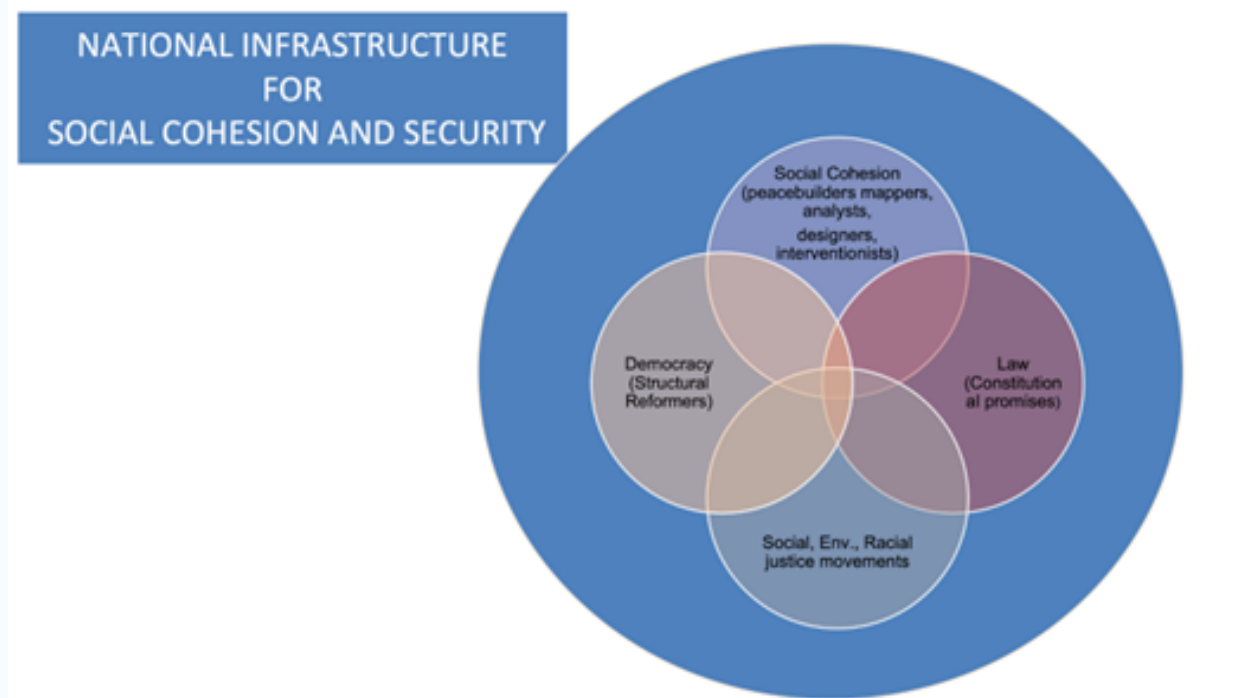 NATIONAL INFRASTRUCTURE
FOR
SOCIAL COHESION AND SECURITY
Social Cohesion
(peacebuilders mappers,
analysts,
designers,
interventionists)
Democracy
(Structural
Reformers)
Law
(Constitution
al promises)
Social, Env., Racial
justice movements